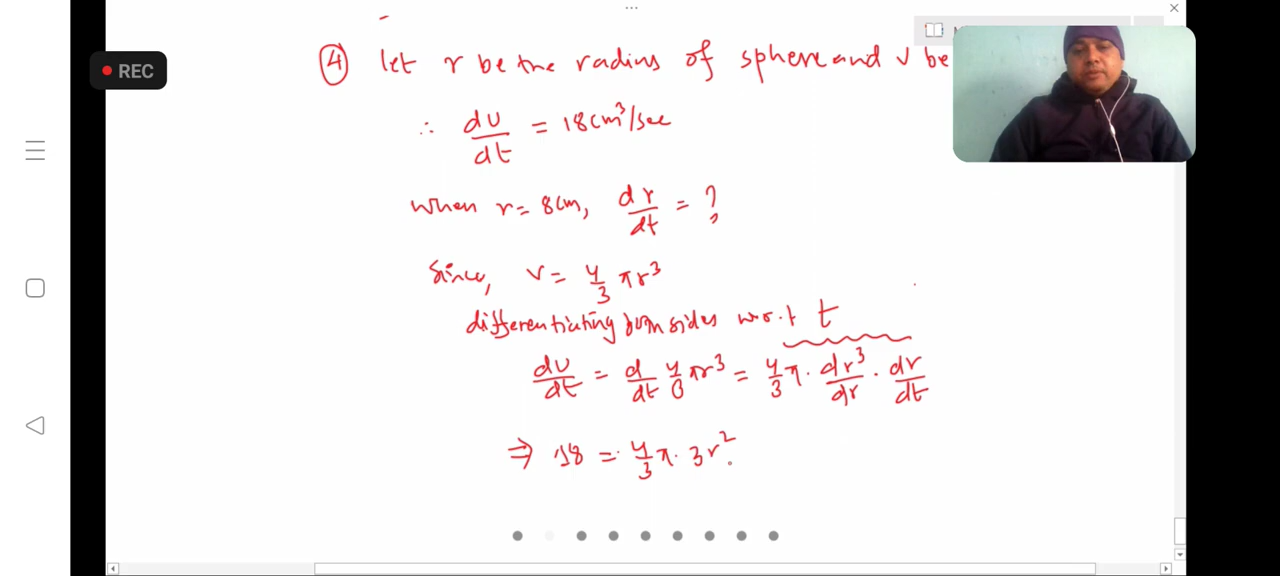 REC
④ let r be the radius of sphere and v be
∴ dv/dt = 18cm³/sec
when r = 8cm, dr/dt = ?
Since, v = 4/3 πr³
differentiating both sides w.r.t t
dv/dt = d/dt 4/3 πr³ = 4/3 π · dr³/dr · dr/dt
⇒ 18 = 4/3 π · 3r²